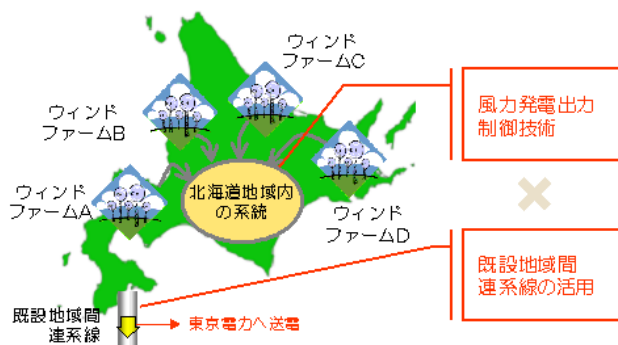 ウィンド
ファームC
ウィンド
ファームB
ウィンド
ファームA
北海道地域内
の系統
ウィンド
ファームD
既設地域間
連系線
東京電力へ送電
風力発電出力
制御技術
×
既設地域間
連系線の活用